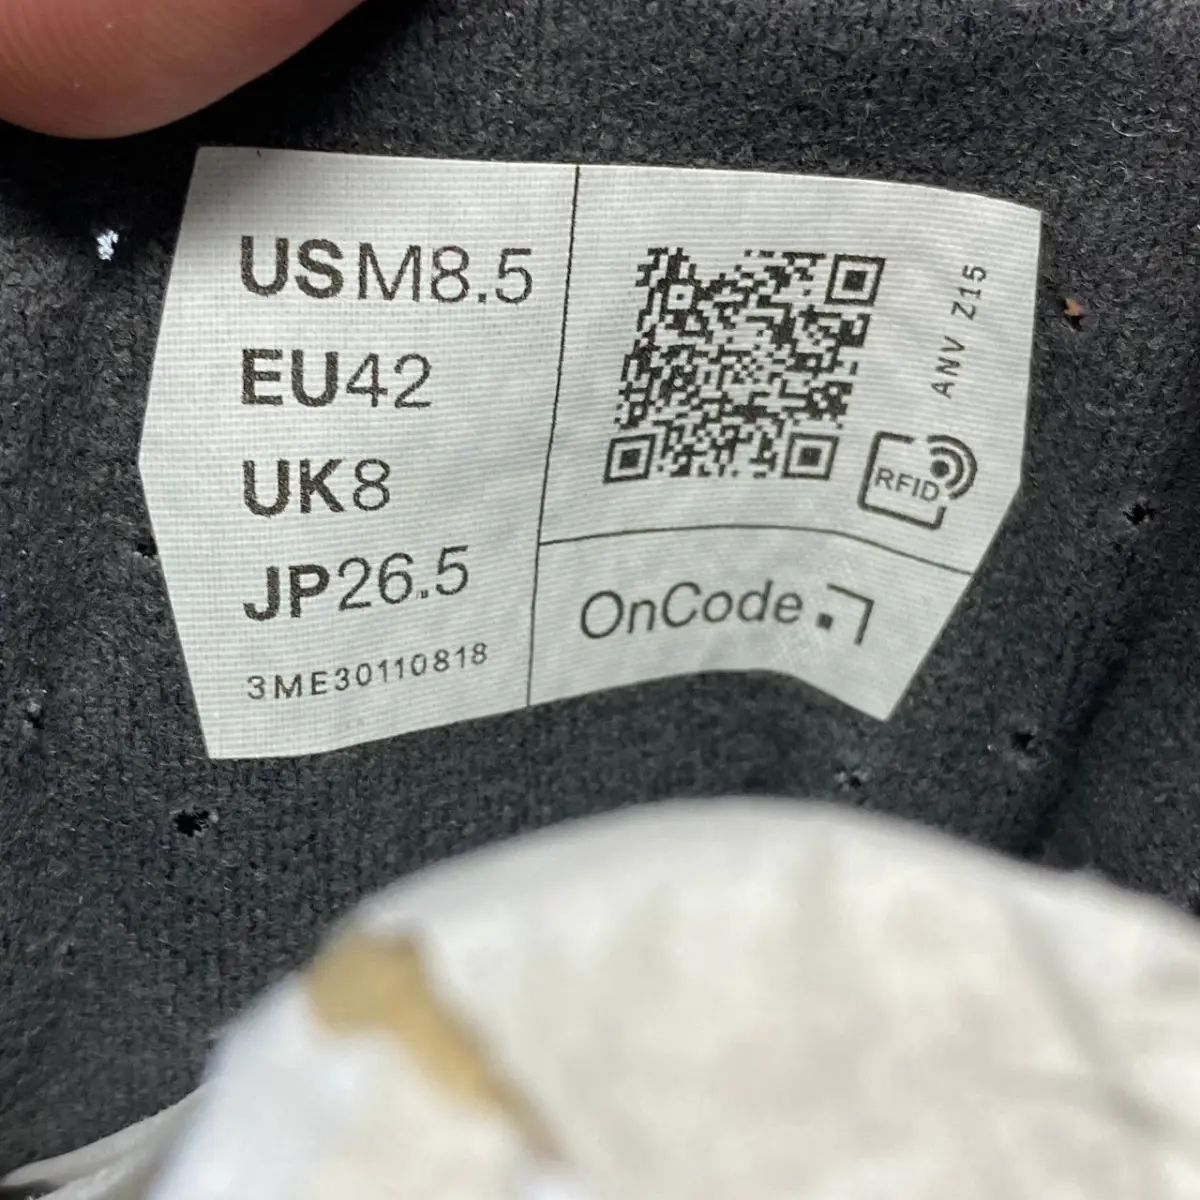 USM8.5
EU42
UK8
JP26.5
3ME30110818
ANV Z15
RFID
OnCode